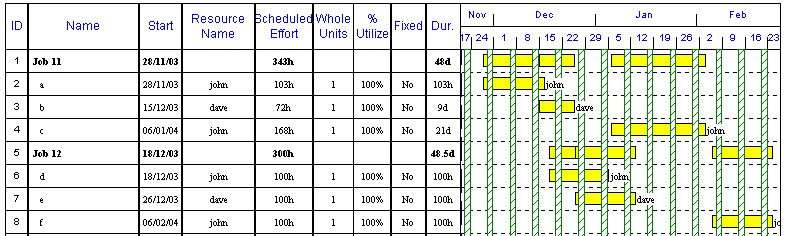 Nov Dec Jan Feb
ID Name Start Resource Name Scheduled Effort Whole Units % Utilize Fixed Dur.
17 24 1 8 15 22 29 5 12 19 26 2 9 16 23
1 Job 11 28/11/03 343h 48d
2 a 28/11/03 john 103h 1 100% No 103h john
3 b 15/12/03 dave 72h 1 100% No 9d dave
4 c 06/01/04 john 168h 1 100% No 21d john
5 Job 12 18/12/03 300h 48.5d
6 d 18/12/03 john 100h 1 100% No 100h john
7 e 26/12/03 dave 100h 1 100% No 100h dave
8 f 06/02/04 john 100h 1 100% No 100h